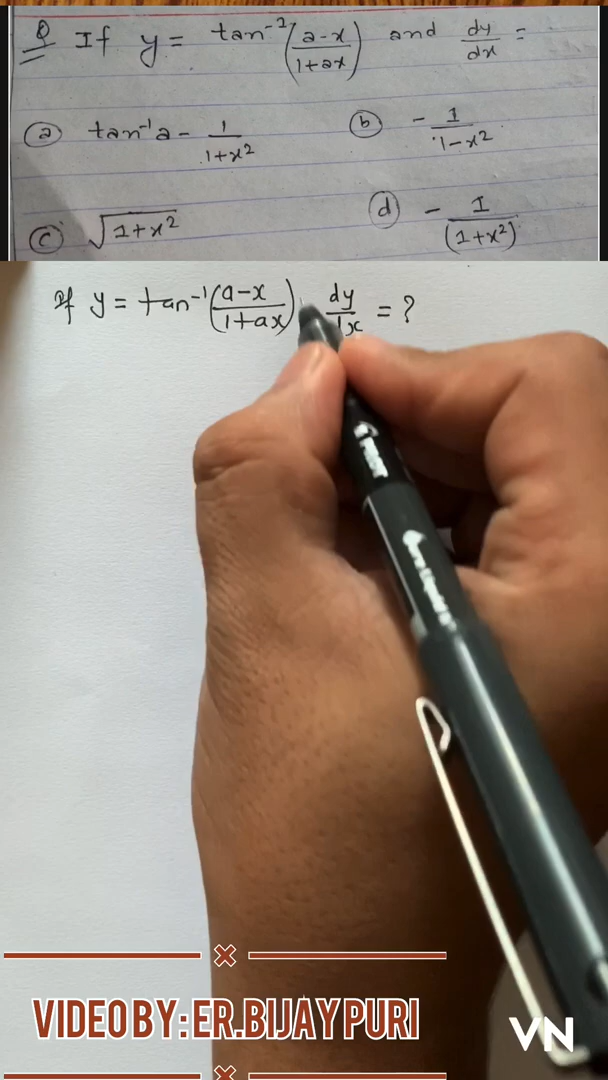 Q If y = tan⁻¹(a-x/1+ax) and dy/dx =
(a) tan⁻¹a - 1/1+x² (b) - 1/1-x²
(c) √1+x² (d) - 1/(1+x²)
If y = tan⁻¹(a-x/1+ax) dy/dx = ?
VIDEO BY: ER.BIJAY PURI
VN